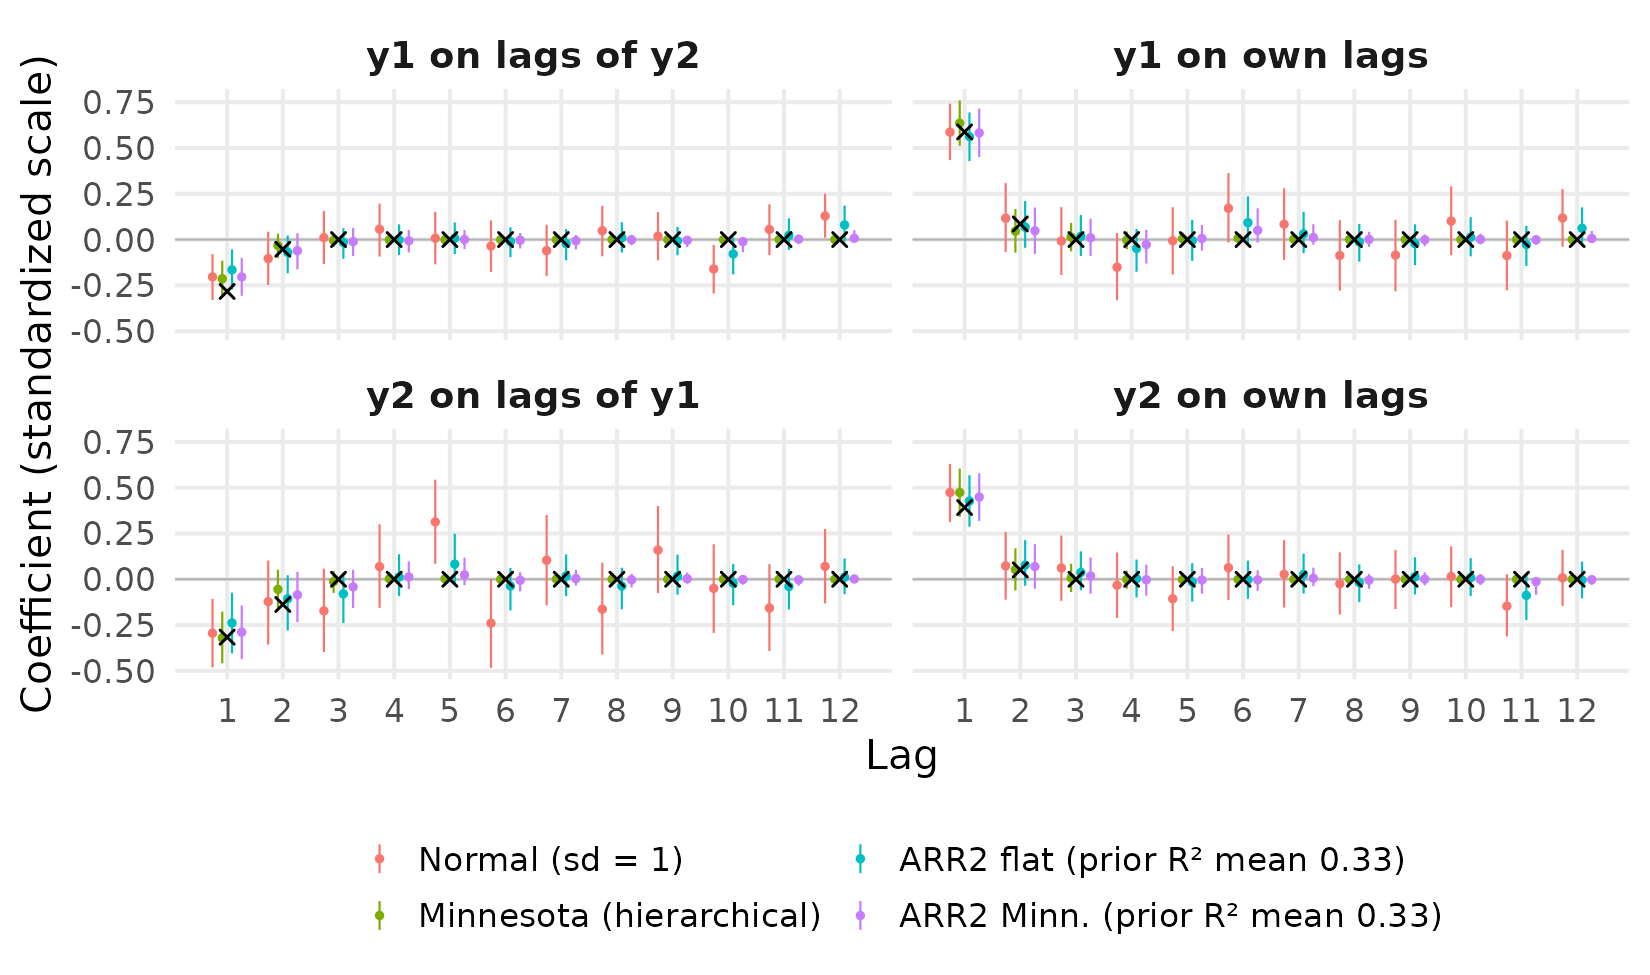 y1 on lags of y2
y1 on own lags
0.75
0.50
0.25
0.00
-0.25
-0.50
y2 on lags of y1
y2 on own lags
0.75
0.50
0.25
0.00
-0.25
-0.50
1 2 3 4 5 6 7 8 9 10 11 12
1 2 3 4 5 6 7 8 9 10 11 12
Coefficient (standardized scale)
Lag
Normal (sd = 1)
ARR2 flat (prior R² mean 0.33)
Minnesota (hierarchical)
ARR2 Minn. (prior R² mean 0.33)